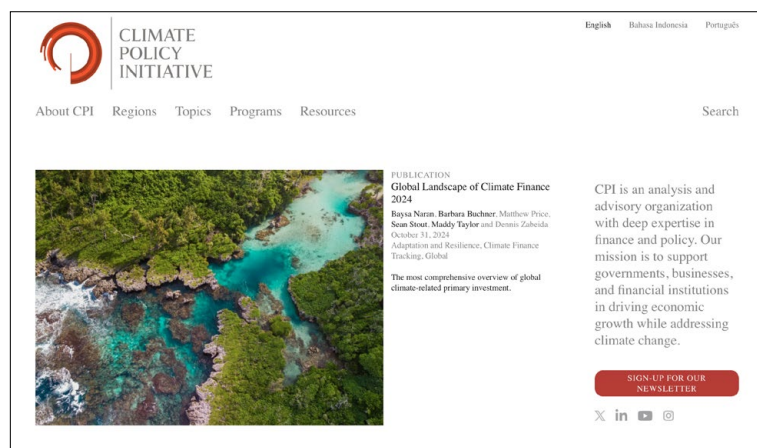 CLIMATE
POLICY
INITIATIVE
English Bahasa Indonesia Português
About CPI Regions Topics Programs Resources
Search
PUBLICATION
Global Landscape of Climate Finance
2024
Baysa Naran, Barbara Buchner, Matthew Price,
Sean Stout, Maddy Taylor and Dennis Zabeida
October 31, 2024
Adaptation and Resilience, Climate Finance
Tracking, Global
The most comprehensive overview of global
climate-related primary investment.
CPI is an analysis and
advisory organization
with deep expertise in
finance and policy. Our
mission is to support
governments, businesses,
and financial institutions
in driving economic
growth while addressing
climate change.
SIGN-UP FOR OUR
NEWSLETTER